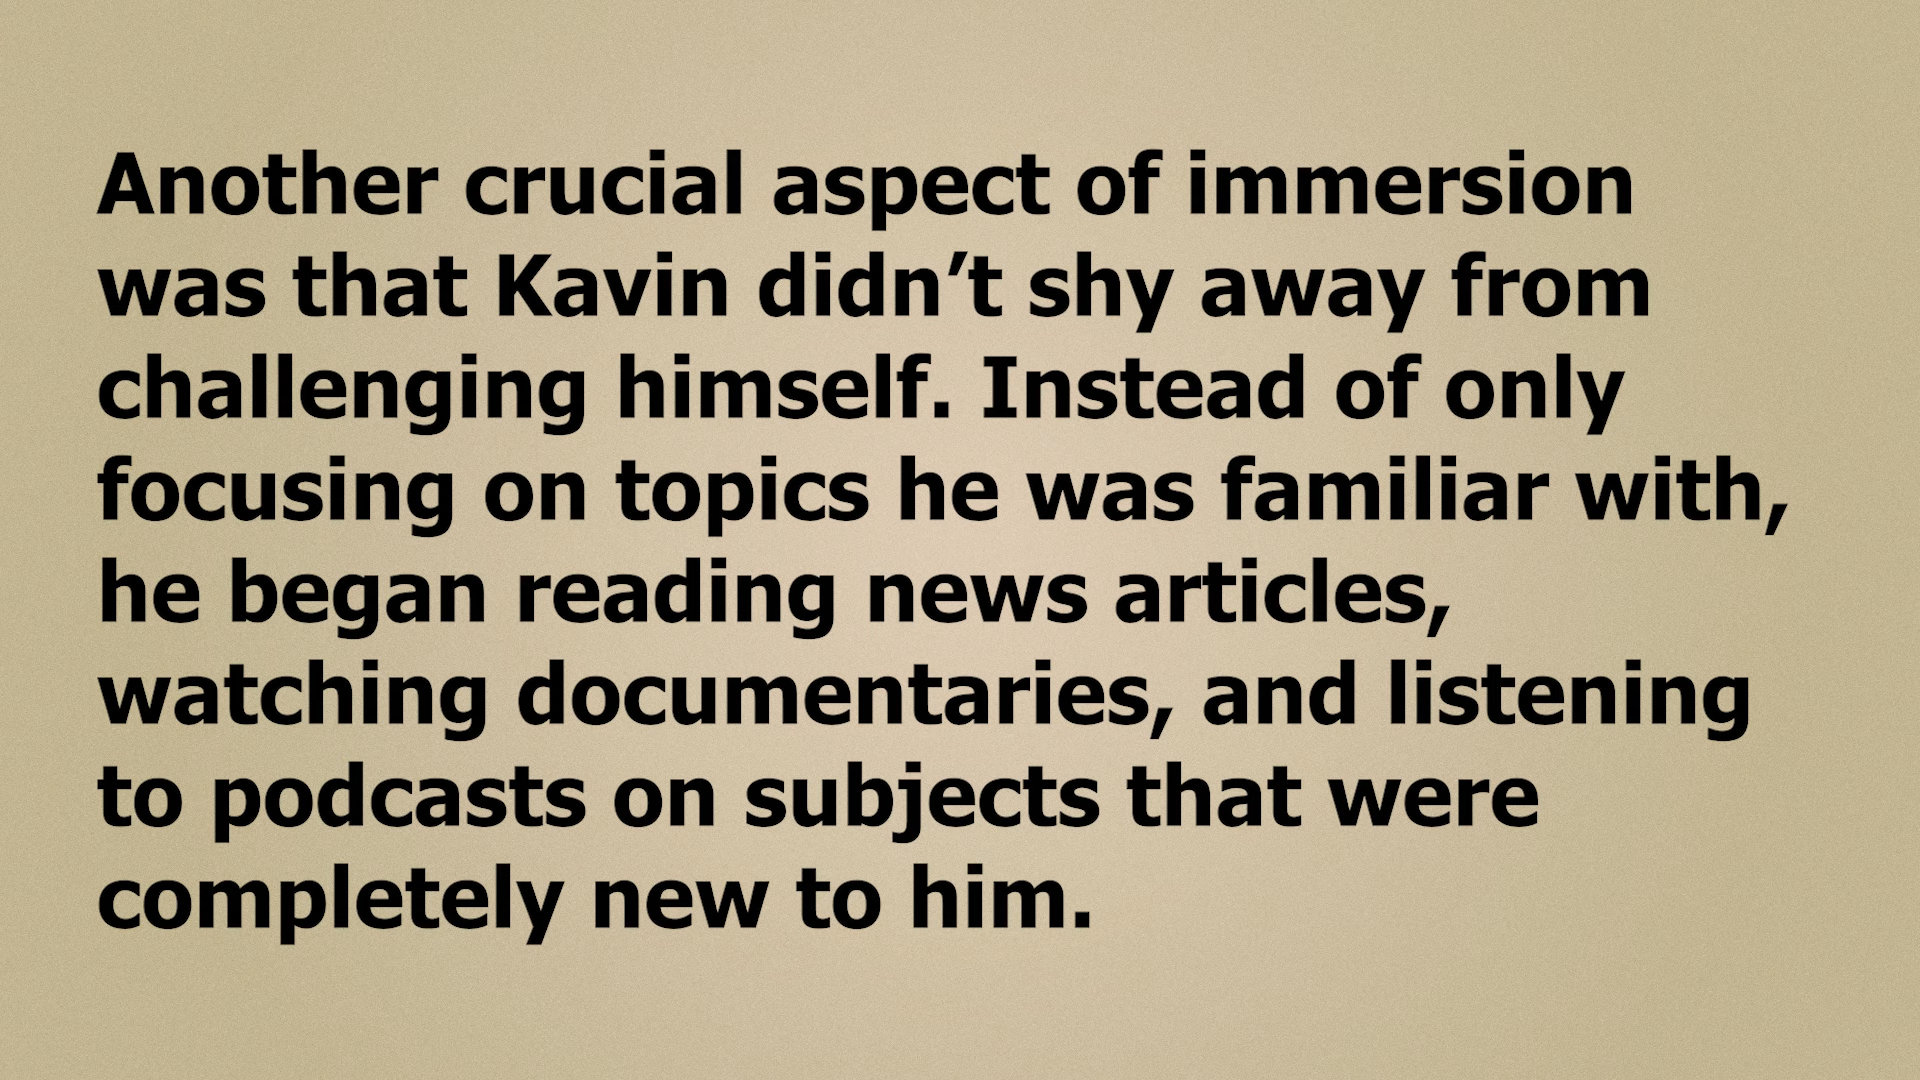 Another crucial aspect of immersion
was that Kavin didn’t shy away from
challenging himself. Instead of only
focusing on topics he was familiar with,
he began reading news articles,
watching documentaries, and listening
to podcasts on subjects that were
completely new to him.